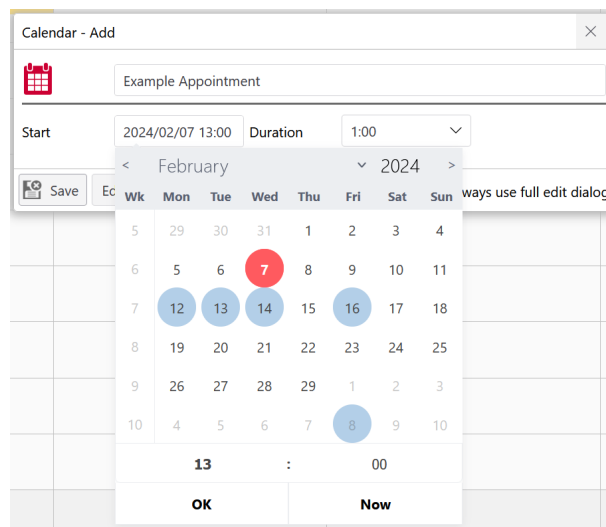 Calendar - Add
Example Appointment
Start 2024/02/07 13:00 Duration 1:00
< February 2024 >
Save Ed ways use full edit dialog
Wk Mon Tue Wed Thu Fri Sat Sun
5 29 30 31 1 2 3 4
6 5 6 7 8 9 10 11
7 12 13 14 15 16 17 18
8 19 20 21 22 23 24 25
9 26 27 28 29 1 2 3
10 4 5 6 7 8 9 10
13 : 00
OK Now